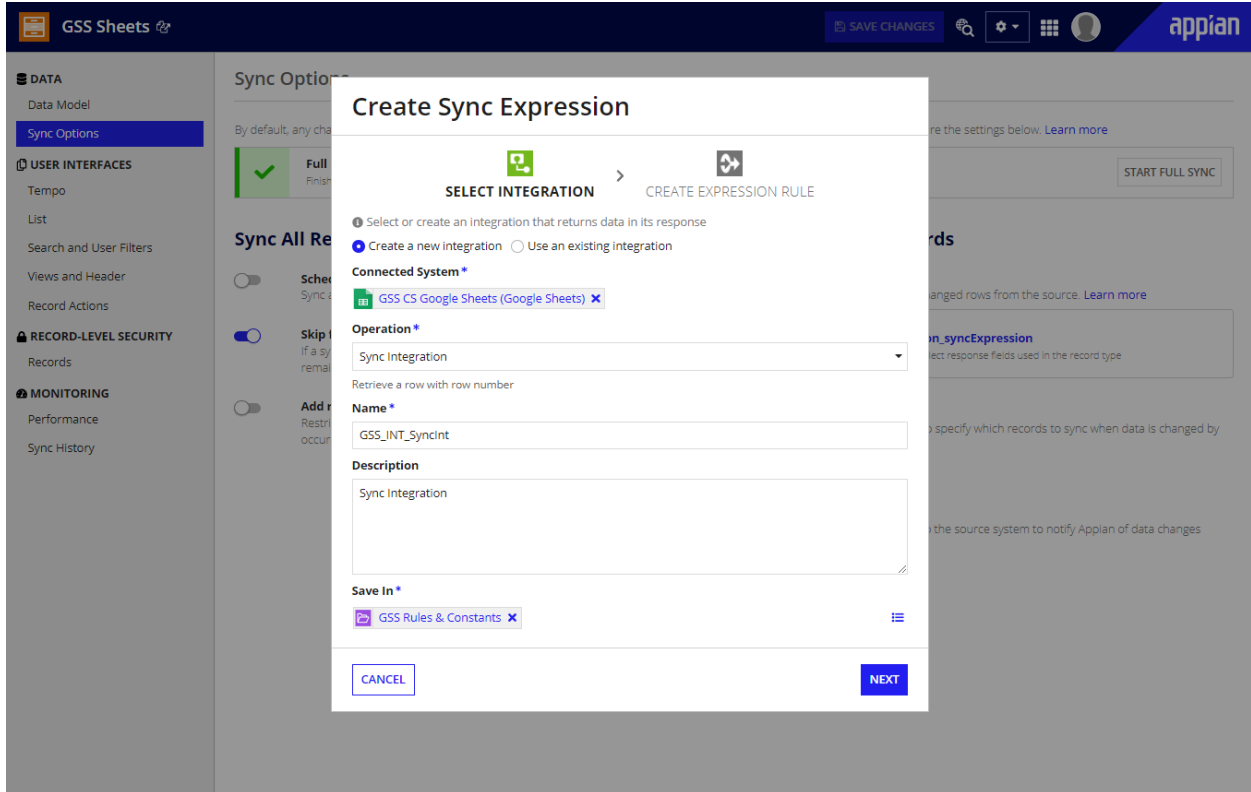 GSS Sheets
SAVE CHANGES
appian
DATA
Data Model
Sync Options
USER INTERFACES
Tempo
List
Search and User Filters
Views and Header
Record Actions
RECORD-LEVEL SECURITY
Records
MONITORING
Performance
Sync History
Sync Option
By default, any cha
re the settings below. Learn more
Full
Finish
START FULL SYNC
Sync All Re
rds
Sched
Sync a
anged rows from the source. Learn more
Skip f
If a sy
remai
on_syncExpression
lect response fields used in the record type
Add r
Restri
occur
o specify which records to sync when data is changed by
o the source system to notify Appian of data changes
Create Sync Expression
SELECT INTEGRATION
CREATE EXPRESSION RULE
Select or create an integration that returns data in its response
Create a new integration Use an existing integration
Connected System *
GSS CS Google Sheets (Google Sheets)
Operation *
Sync Integration
Retrieve a row with row number
Name *
GSS_INT_SyncInt
Description
Sync Integration
Save In *
GSS Rules & Constants
CANCEL
NEXT